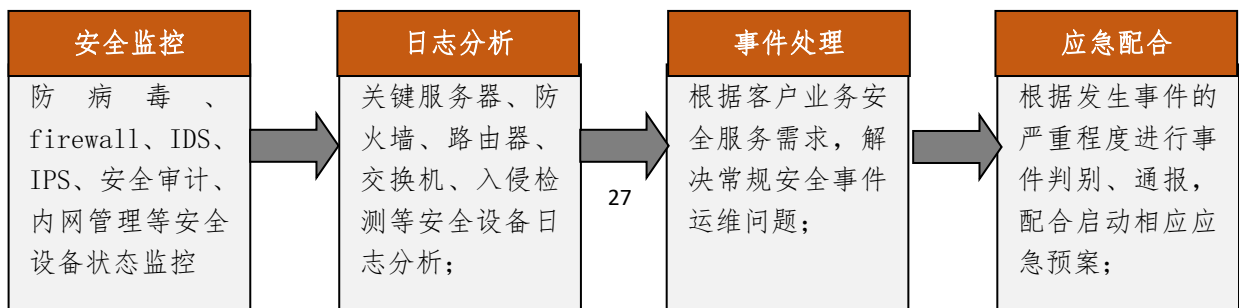 安全监控
防病毒、
firewall、IDS、
IPS、安全审计、
内网管理等安全
设备状态监控
日志分析
关键服务器、防
火墙、路由器、
交换机、入侵检
测等安全设备日
志分析；
27
事件处理
根据客户业务安
全服务需求，解
决常规安全事件
运维问题；
应急配合
根据发生事件的
严重程度进行事
件判别、通报，
配合启动相应应
急预案；